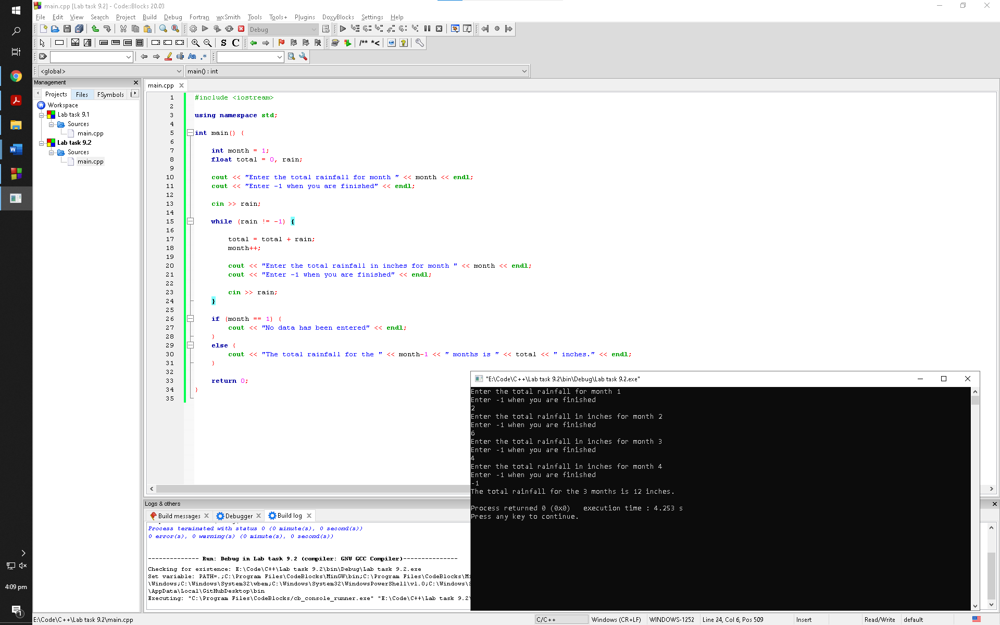 main.cpp [Lab task 9.2] - Code::Blocks 20.03
File Edit View Search Project Build Debug Fortran wxSmith Tools Tools+ Plugins DoxyBlocks Settings Help
Debug
S C /** *<
Aa .*
<global> main() : int
Management
Projects Files FSymbols
Workspace
Lab task 9.1
Sources
main.cpp
Lab task 9.2
Sources
main.cpp
main.cpp
1 #include <iostream>
2
3 using namespace std;
4
5 int main() {
6
7 int month = 1;
8 float total = 0, rain;
9
10 cout << "Enter the total rainfall for month " << month << endl;
11 cout << "Enter -1 when you are finished" << endl;
12
13 cin >> rain;
14
15 while (rain != -1) {
16
17 total = total + rain;
18 month++;
19
20 cout << "Enter the total rainfall in inches for month " << month << endl;
21 cout << "Enter -1 when you are finished" << endl;
22
23 cin >> rain;
24 }
25
26 if (month == 1) {
27 cout << "No data has been entered" << endl;
28 }
29 else {
30 cout << "The total rainfall for the " << month-1 << " months is " << total << " inches." << endl;
31 }
32
33 return 0;
34 }
35
"E:\Code\C++\Lab task 9.2\bin\Debug\Lab task 9.2.exe"
Enter the total rainfall for month 1
Enter -1 when you are finished
2
Enter the total rainfall in inches for month 2
Enter -1 when you are finished
6
Enter the total rainfall in inches for month 3
Enter -1 when you are finished
4
Enter the total rainfall in inches for month 4
Enter -1 when you are finished
-1
The total rainfall for the 3 months is 12 inches.
Process returned 0 (0x0) execution time : 4.253 s
Press any key to continue.
Logs & others
Build messages Debugger Build log
Process terminated with status 0 (0 minute(s), 0 second(s))
0 error(s), 0 warning(s) (0 minute(s), 0 second(s))
-------------- Run: Debug in Lab task 9.2 (compiler: GNU GCC Compiler)---------------
Checking for existence: E:\Code\C++\Lab task 9.2\bin\Debug\Lab task 9.2.exe
Set variable: PATH=.;C:\Program Files\CodeBlocks\MinGW\bin;C:\Program Files\CodeBlocks\Mi
\Windows;C:\Windows\System32\wbem;C:\Windows\System32\WindowsPowerShell\v1.0;C:\Windows\S
\AppData\Local\GitHubDesktop\bin
Executing: "C:\Program Files\CodeBlocks/cb_console_runner.exe" "E:\Code\C++\Lab task 9.2\
4:09 pm
1
E:\Code\C++\Lab task 9.2\main.cpp C/C++ Windows (CR+LF) WINDOWS-1252 Line 24, Col 6, Pos 509 Insert Read/Write default